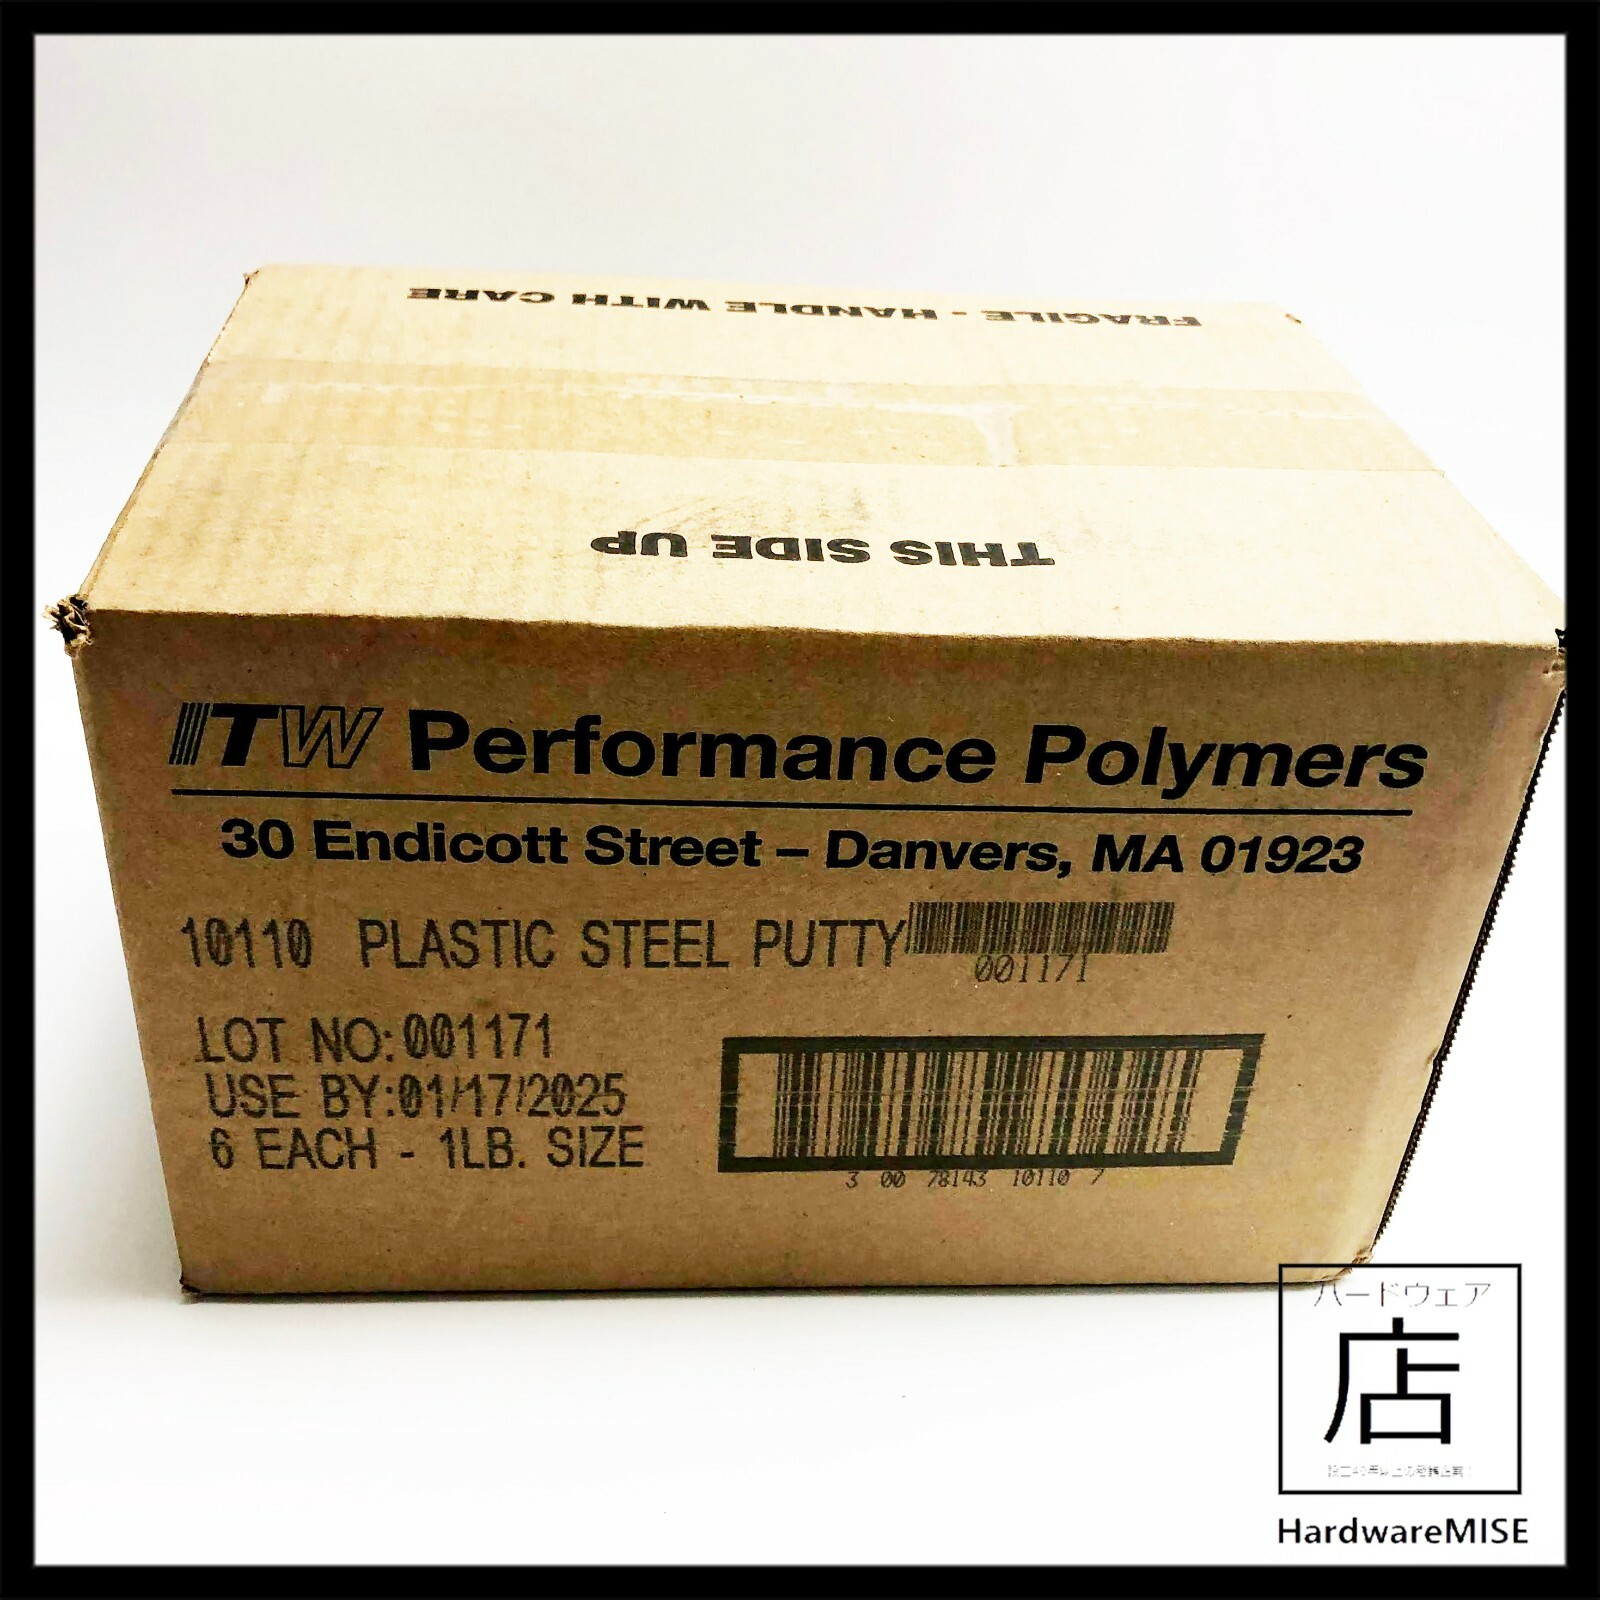 FRAGILE - HANDLE WITH CARE
THIS SIDE UP
ITW Performance Polymers
30 Endicott Street – Danvers, MA 01923
10110 PLASTIC STEEL PUTTY
001171
LOT NO:001171
USE BY:01/17/2025
6 EACH - 1LB. SIZE
3 00 78143 10110 7
ハードウェア
店
HardwareMISE